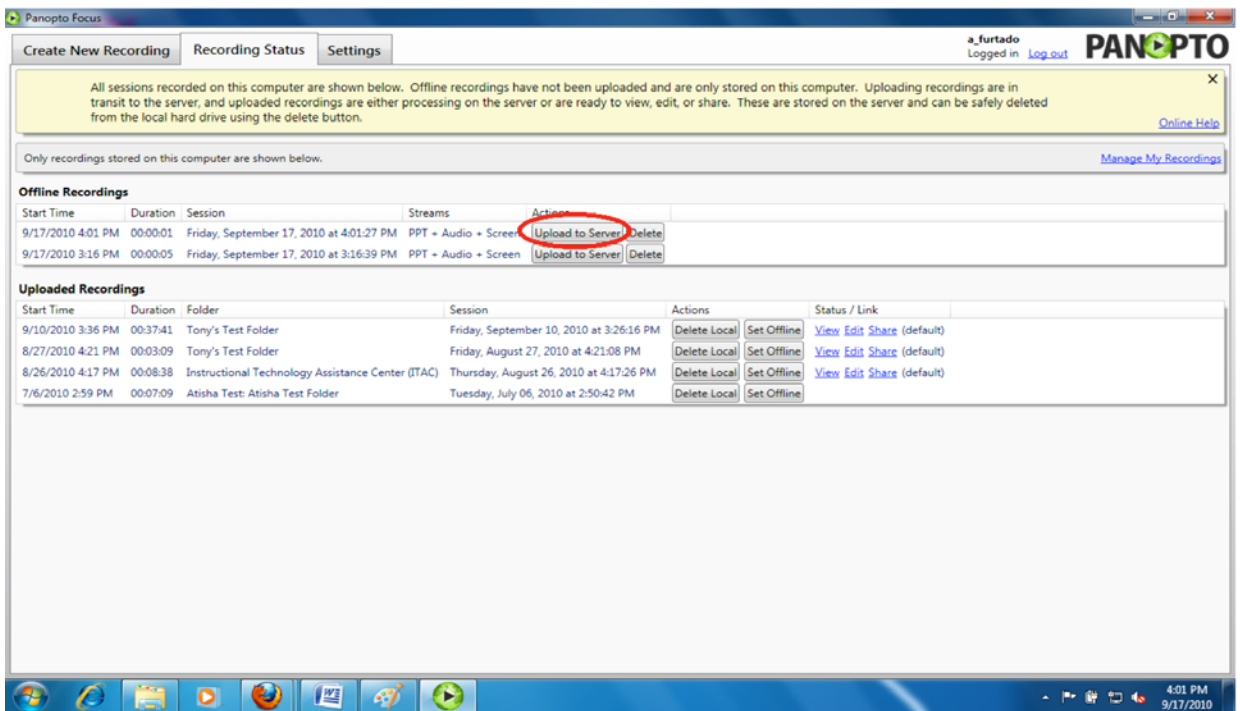 Panopto Focus
Create New Recording Recording Status Settings
a_furtado
Logged in Log out
PANOPTO
All sessions recorded on this computer are shown below. Offline recordings have not been uploaded and are only stored on this computer. Uploading recordings are in
transit to the server, and uploaded recordings are either processing on the server or are ready to view, edit, or share. These are stored on the server and can be safely deleted
from the local hard drive using the delete button.
Online Help
Only recordings stored on this computer are shown below. Manage My Recordings
Offline Recordings
Start Time Duration Session Streams Actions
9/17/2010 4:01 PM 00:00:01 Friday, September 17, 2010 at 4:01:27 PM PPT + Audio + Screen Upload to Server Delete
9/17/2010 3:16 PM 00:00:05 Friday, September 17, 2010 at 3:16:39 PM PPT + Audio + Screen Upload to Server Delete
Uploaded Recordings
Start Time Duration Folder Session Actions Status / Link
9/10/2010 3:36 PM 00:37:41 Tony's Test Folder Friday, September 10, 2010 at 3:26:16 PM Delete Local Set Offline View Edit Share (default)
8/27/2010 4:21 PM 00:03:09 Tony's Test Folder Friday, August 27, 2010 at 4:21:08 PM Delete Local Set Offline View Edit Share (default)
8/26/2010 4:17 PM 00:08:38 Instructional Technology Assistance Center (ITAC) Thursday, August 26, 2010 at 4:17:26 PM Delete Local Set Offline View Edit Share (default)
7/6/2010 2:59 PM 00:07:09 Atisha Test: Atisha Test Folder Tuesday, July 06, 2010 at 2:50:42 PM Delete Local Set Offline
4:01 PM
9/17/2010